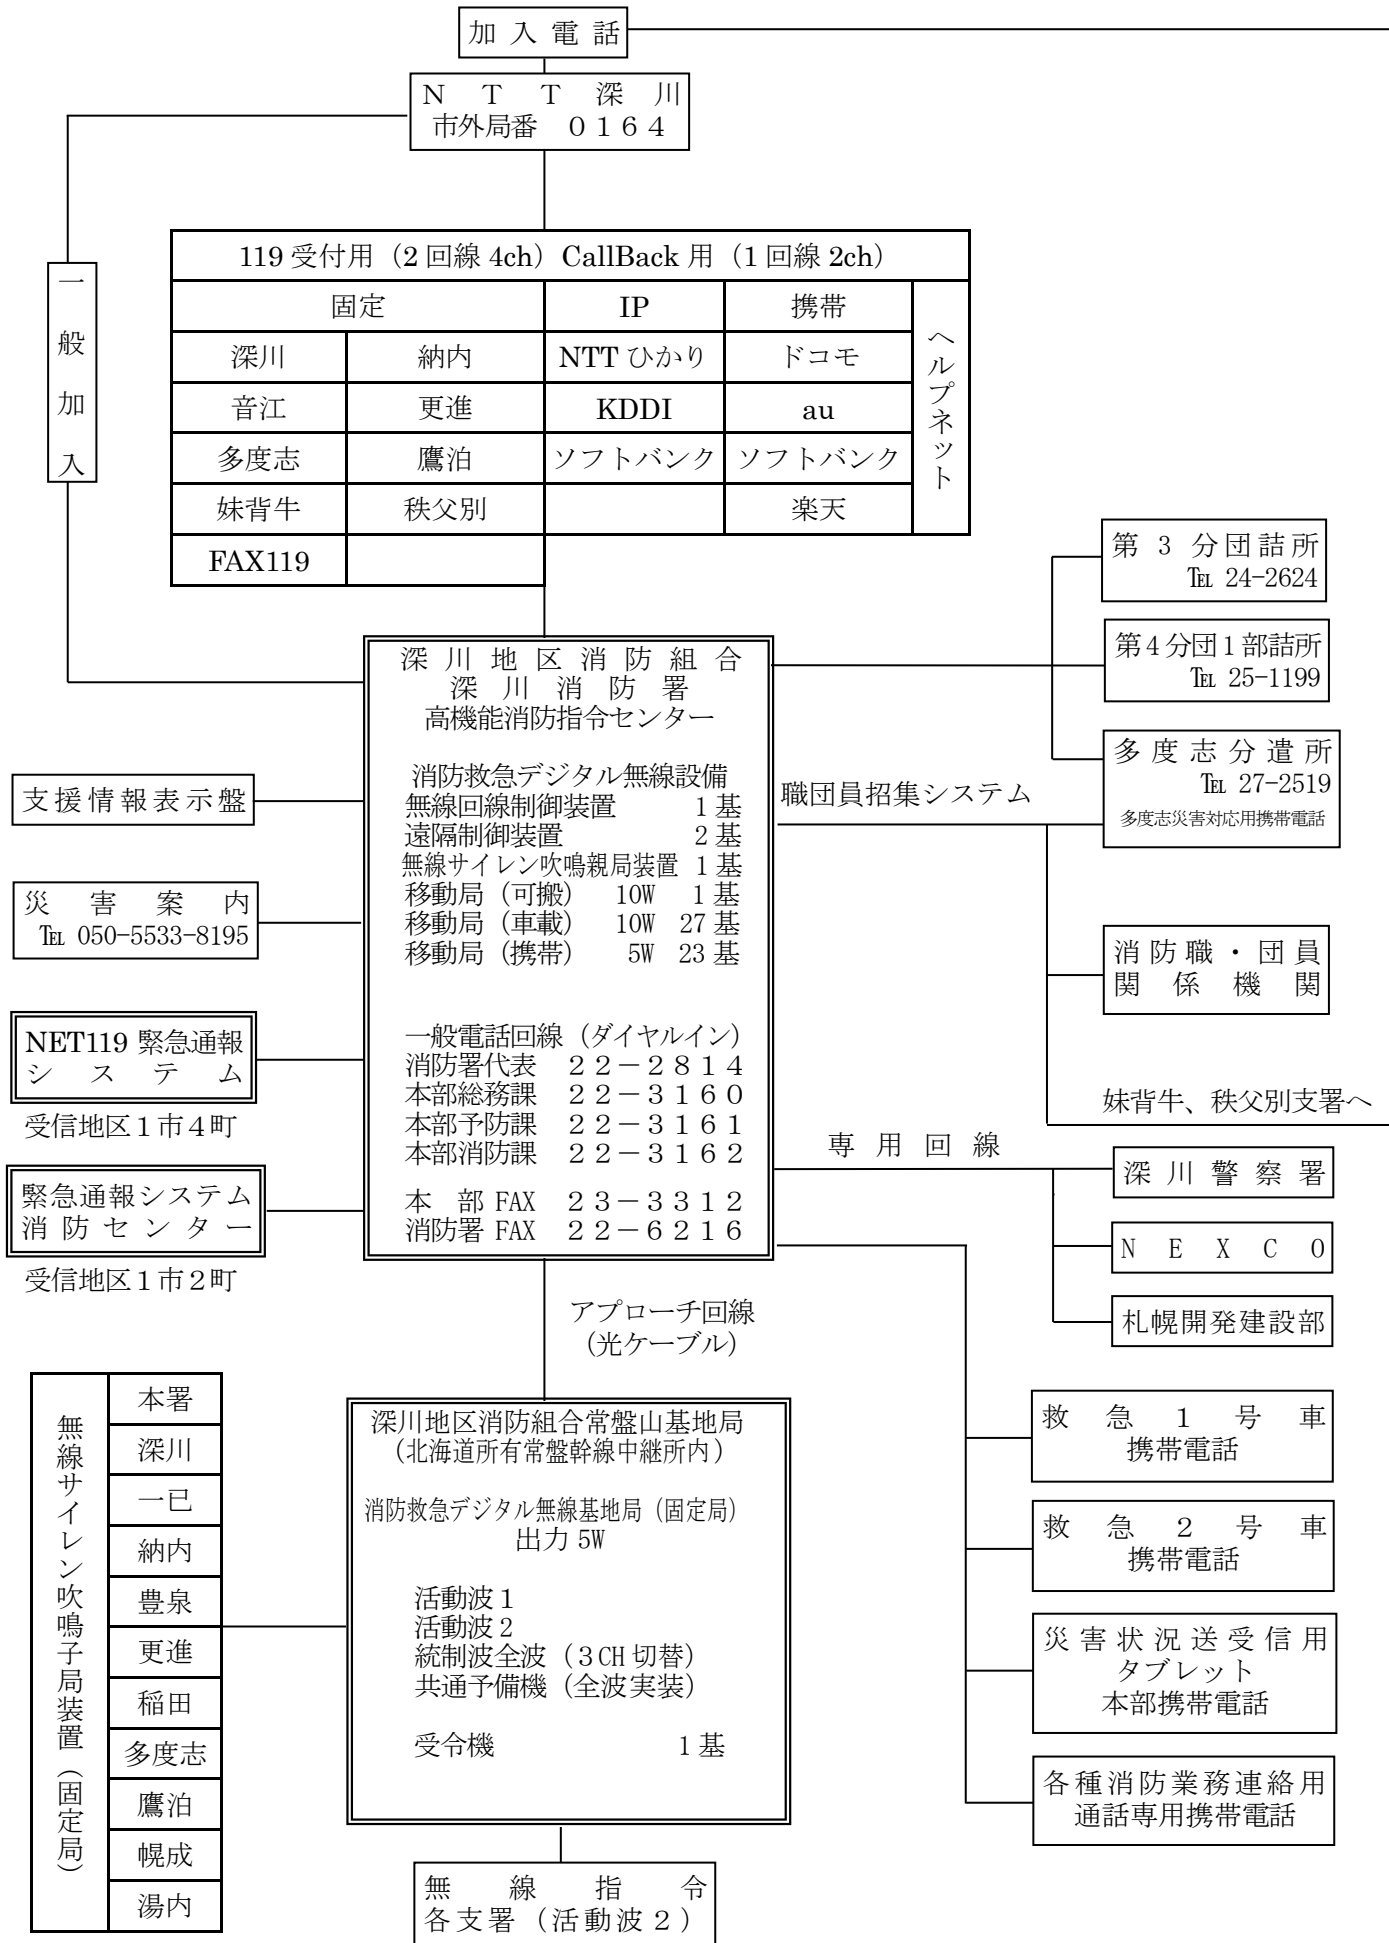 加入電話
ＮＴＴ深川
市外局番　０１６４
一般加入
119受付用（2回線4ch）CallBack用（1回線2ch）
固定　IP　携帯
ヘルプネット
深川　納内　NTTひかり　ドコモ
音江　更進　KDDI　au
多度志　鷹泊　ソフトバンク　ソフトバンク
妹背牛　秩父別　楽天
FAX119
第３分団詰所
℡ 24-2624
第４分団１部詰所
℡ 25-1199
多度志分遣所
℡ 27-2519
多度志災害対応用携帯電話
深川地区消防組合
深川消防署
高機能消防指令センター
消防救急デジタル無線設備
無線回線制御装置　1基
遠隔制御装置　2基
無線サイレン吹鳴親局装置　1基
移動局（可搬）　10W　1基
移動局（車載）　10W　27基
移動局（携帯）　5W　23基
一般電話回線（ダイヤルイン）
消防署代表　２２－２８１４
本部総務課　２２－３１６０
本部予防課　２２－３１６１
本部消防課　２２－３１６２
本　部 FAX　２３－３３１２
消防署 FAX　２２－６２１６
支援情報表示盤
災害案内
℡ 050-5533-8195
NET119緊急通報
システム
受信地区１市４町
緊急通報システム
消防センター
受信地区１市２町
職団員招集システム
消防職・団員
関係機関
妹背牛、秩父別支署へ
専用回線
深川警察署
ＮＥＸＣＯ
札幌開発建設部
アプローチ回線
（光ケーブル）
救急１号車
携帯電話
救急２号車
携帯電話
災害状況送受信用
タブレット
本部携帯電話
各種消防業務連絡用
通話専用携帯電話
無線サイレン吹鳴子局装置（固定局）
本署
深川
一已
納内
豊泉
更進
稲田
多度志
鷹泊
幌成
湯内
深川地区消防組合常盤山基地局
（北海道所有常盤幹線中継所内）
消防救急デジタル無線基地局（固定局）
出力 5W
活動波１
活動波２
統制波全波（３CH切替）
共通予備機（全波実装）
受令機　1基
無線指令
各支署（活動波２）